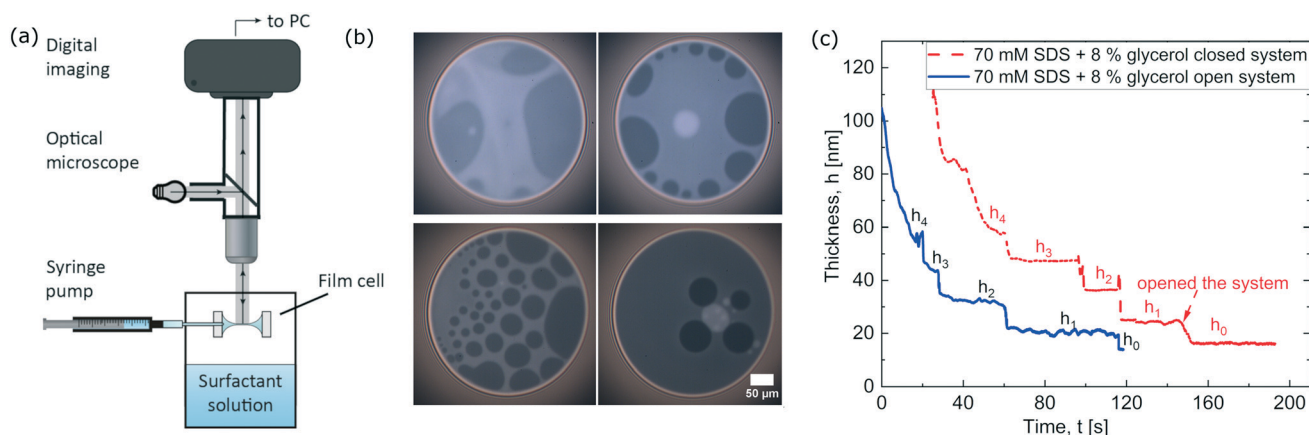 (a)
to PC
Digital
imaging
Optical
microscope
Syringe
pump
Film cell
Surfactant
solution
(b)
50 µm
(c)
70 mM SDS + 8 % glycerol closed system
70 mM SDS + 8 % glycerol open system
Thickness, h [nm]
120
100
80
60
40
20
0
h₄
h₃
h₂
h₁
h₀
h₄
h₃
h₂
h₁
opened the system
h₀
0
40
80
120
160
200
Time, t [s]